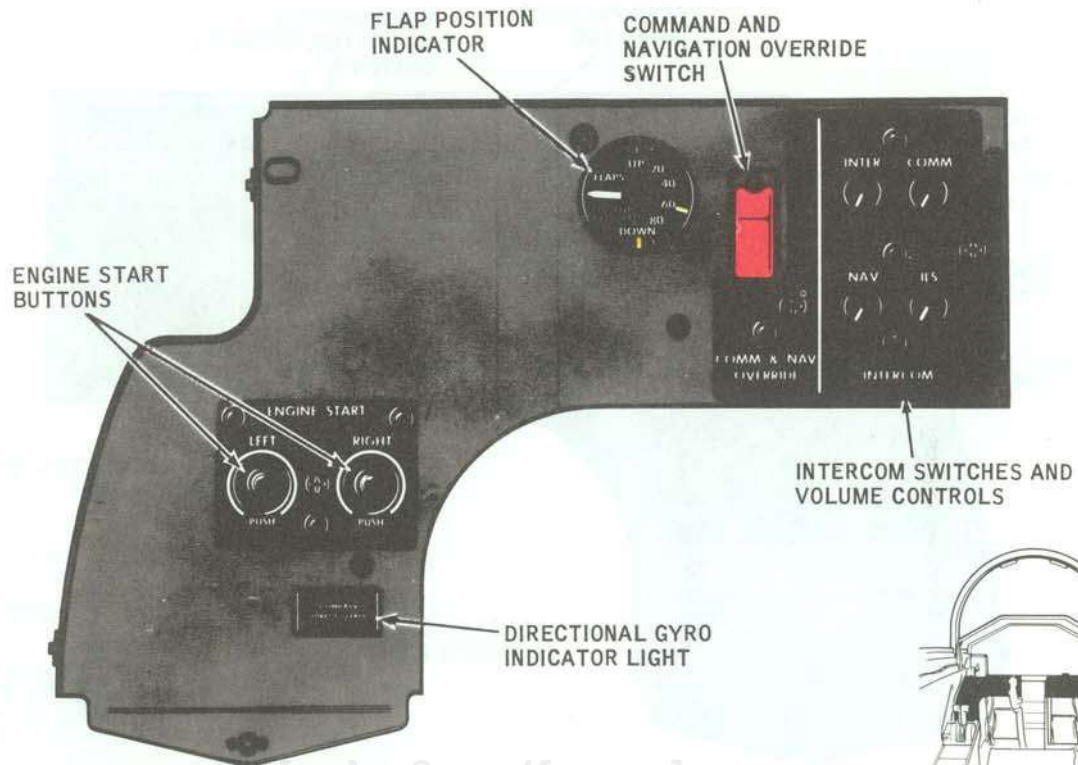 FLAP POSITION
INDICATOR
COMMAND AND
NAVIGATION OVERRIDE
SWITCH
FLAPS
UP
20
40
60
80
DOWN
INTER COMM
NAV ILS
COMM & NAV
OVERRIDE
INTERCOM
ENGINE START
BUTTONS
ENGINE START
LEFT RIGHT
PUSH PUSH
INTERCOM SWITCHES AND
VOLUME CONTROLS
DIRECTIONAL GYRO
INDICATOR LIGHT